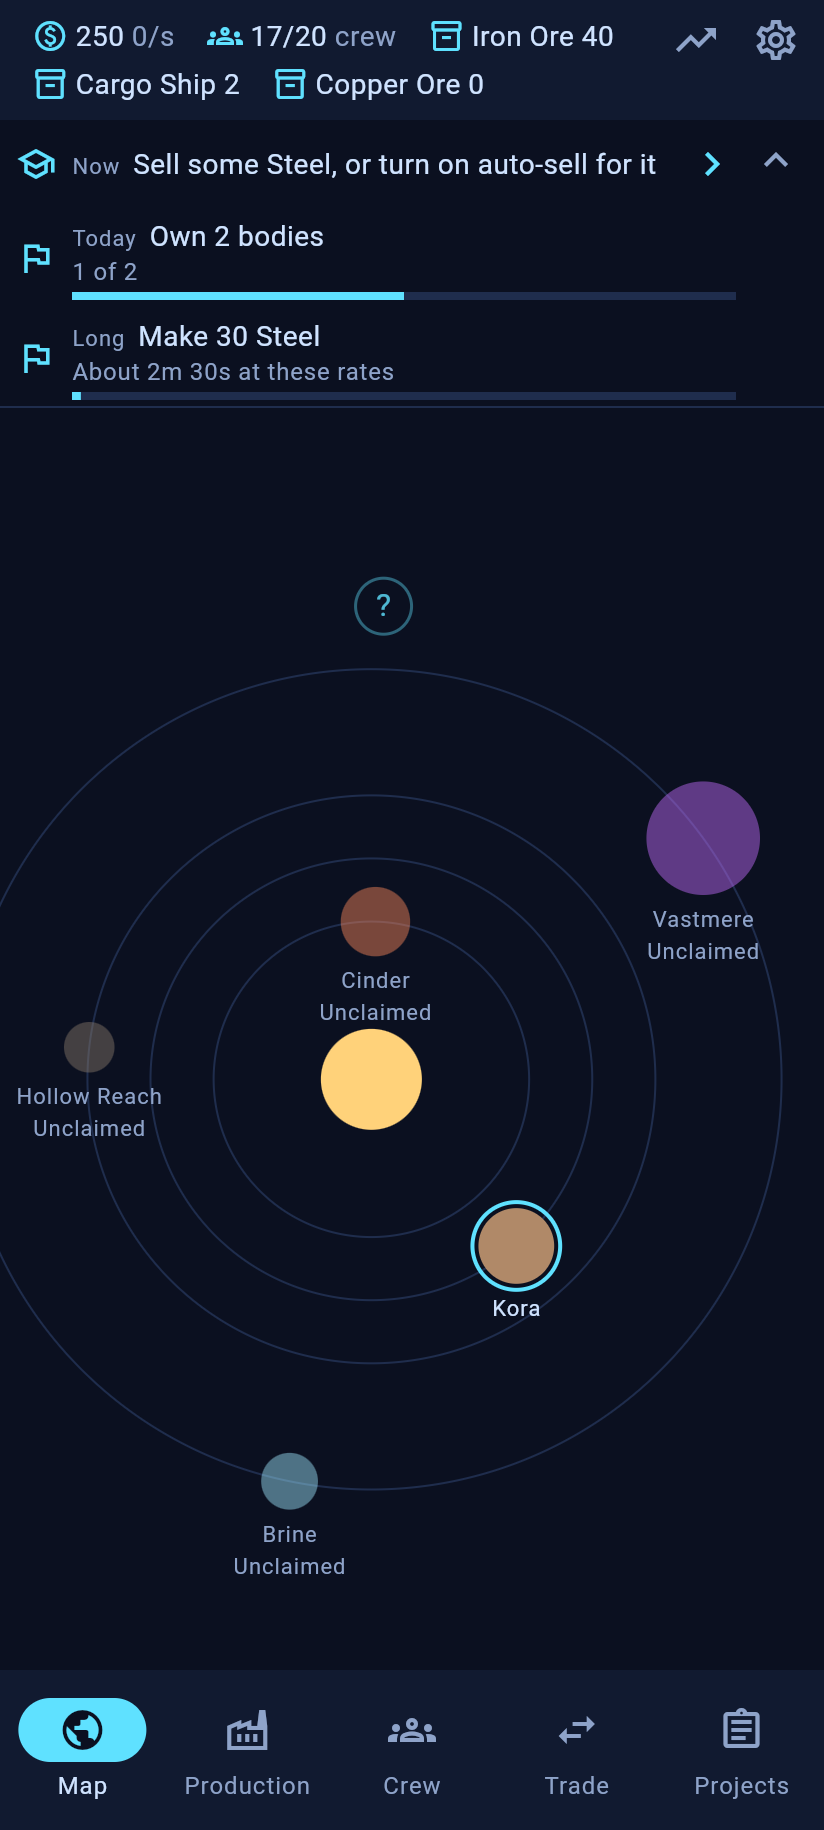 250 0/s 17/20 crew Iron Ore 40
Cargo Ship 2 Copper Ore 0
Now Sell some Steel, or turn on auto-sell for it
Today Own 2 bodies
1 of 2
Long Make 30 Steel
About 2m 30s at these rates
?
Vastmere
Unclaimed
Cinder
Unclaimed
Hollow Reach
Unclaimed
Kora
Brine
Unclaimed
Map Production Crew Trade Projects